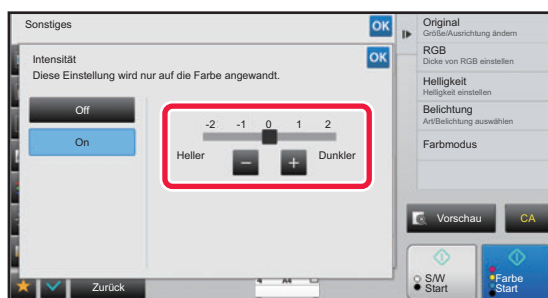 Sonstiges
OK
Intensität
OK
Diese Einstellung wird nur auf die Farbe angewandt.
Off
On
-2 -1 0 1 2
Heller
Dunkler
Zurück
A4
Original
Größe/Ausrichtung ändern
RGB
Dicke von RGB einstellen
Helligkeit
Helligkeit einstellen
Belichtung
Art/Belichtung auswählen
Farbmodus
Vorschau
CA
S/W
Start
Farbe
Start